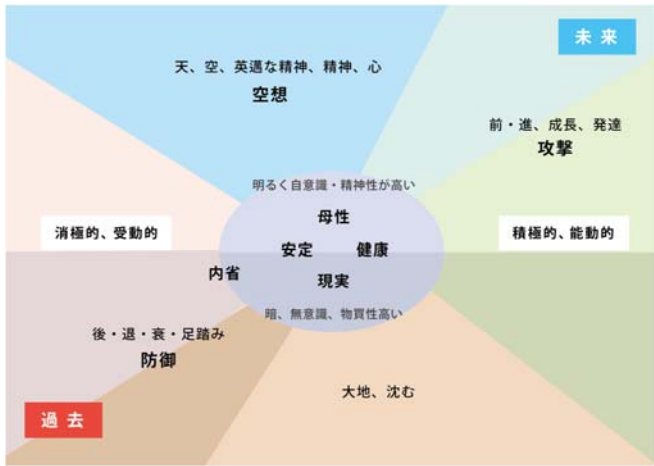 未来
天、空、英邁な精神、精神、心
空想
前・進、成長、発達
攻撃
明るく自意識・精神性が高い
母性
消極的、受動的
積極的、能動的
安定
健康
内省
現実
暗、無意識、物質性高い
後・退・衰・足踏み
防御
大地、沈む
過去